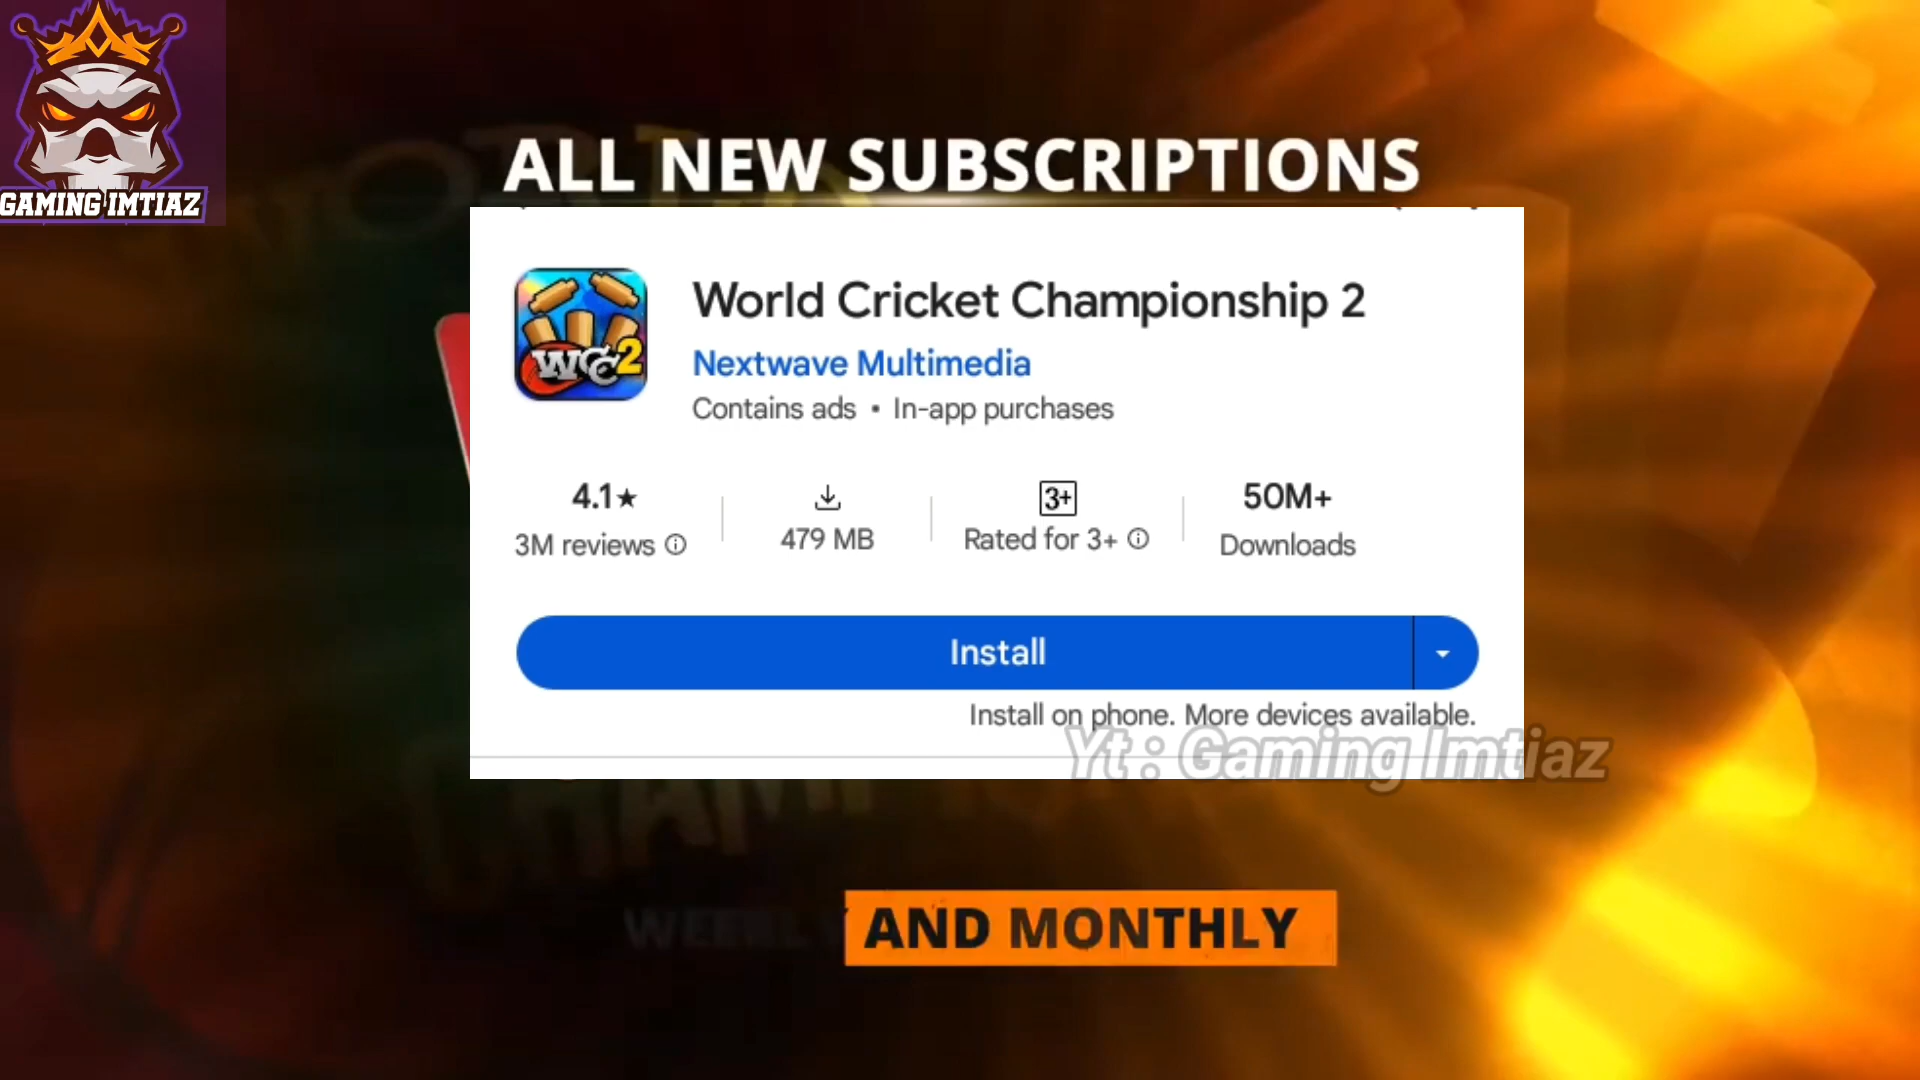 GAMING IMTIAZ
ALL NEW SUBSCRIPTIONS
World Cricket Championship 2
WCC2
Nextwave Multimedia
Contains ads • In-app purchases
4.1★
3+
50M+
3M reviews
479 MB
Rated for 3+
Downloads
Install
Install on phone. More devices available.
Yt : Gaming Imtiaz
WEEKLY AND MONTHLY